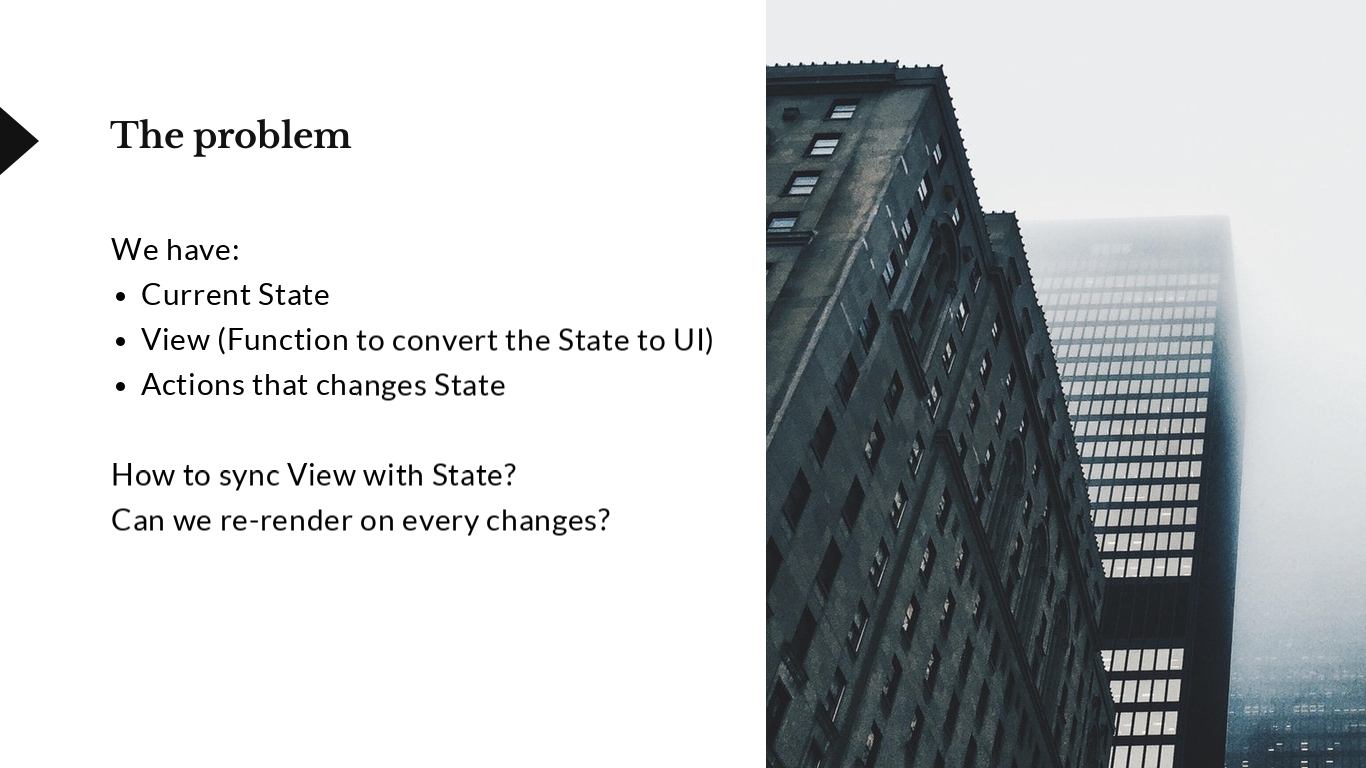 The problem
We have:
• Current State
• View (Function to convert the State to UI)
• Actions that changes State
How to sync View with State?
Can we re-render on every changes?